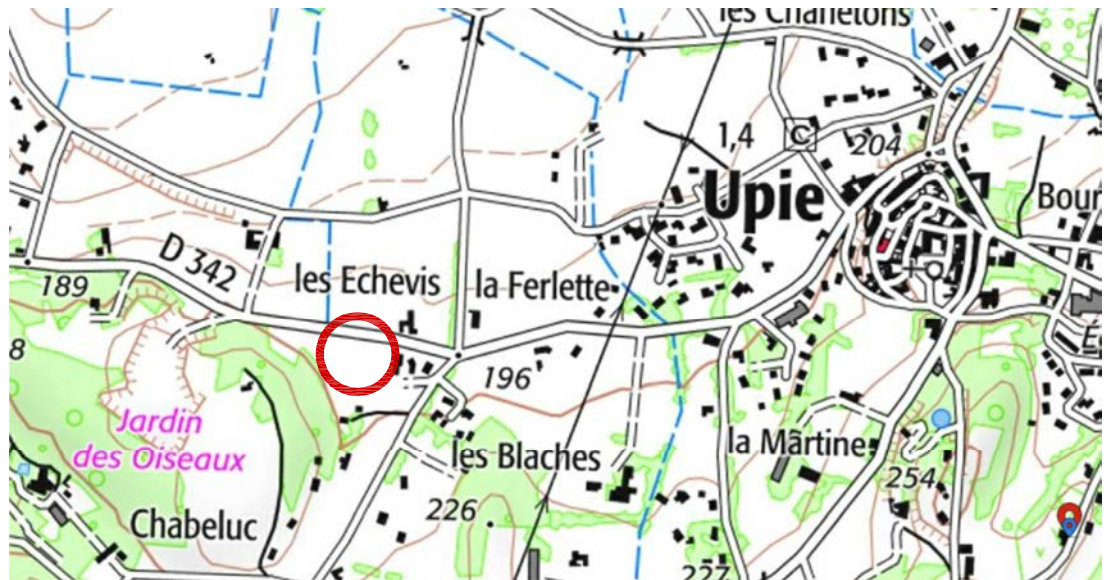 les Chanetons
1,4
C
204
Upie
Bour
D 342
les Echevis
la Ferlette
189
8
196
Jardin
des Oiseaux
les Blaches
la Martine
254
226
Chabeluc
227